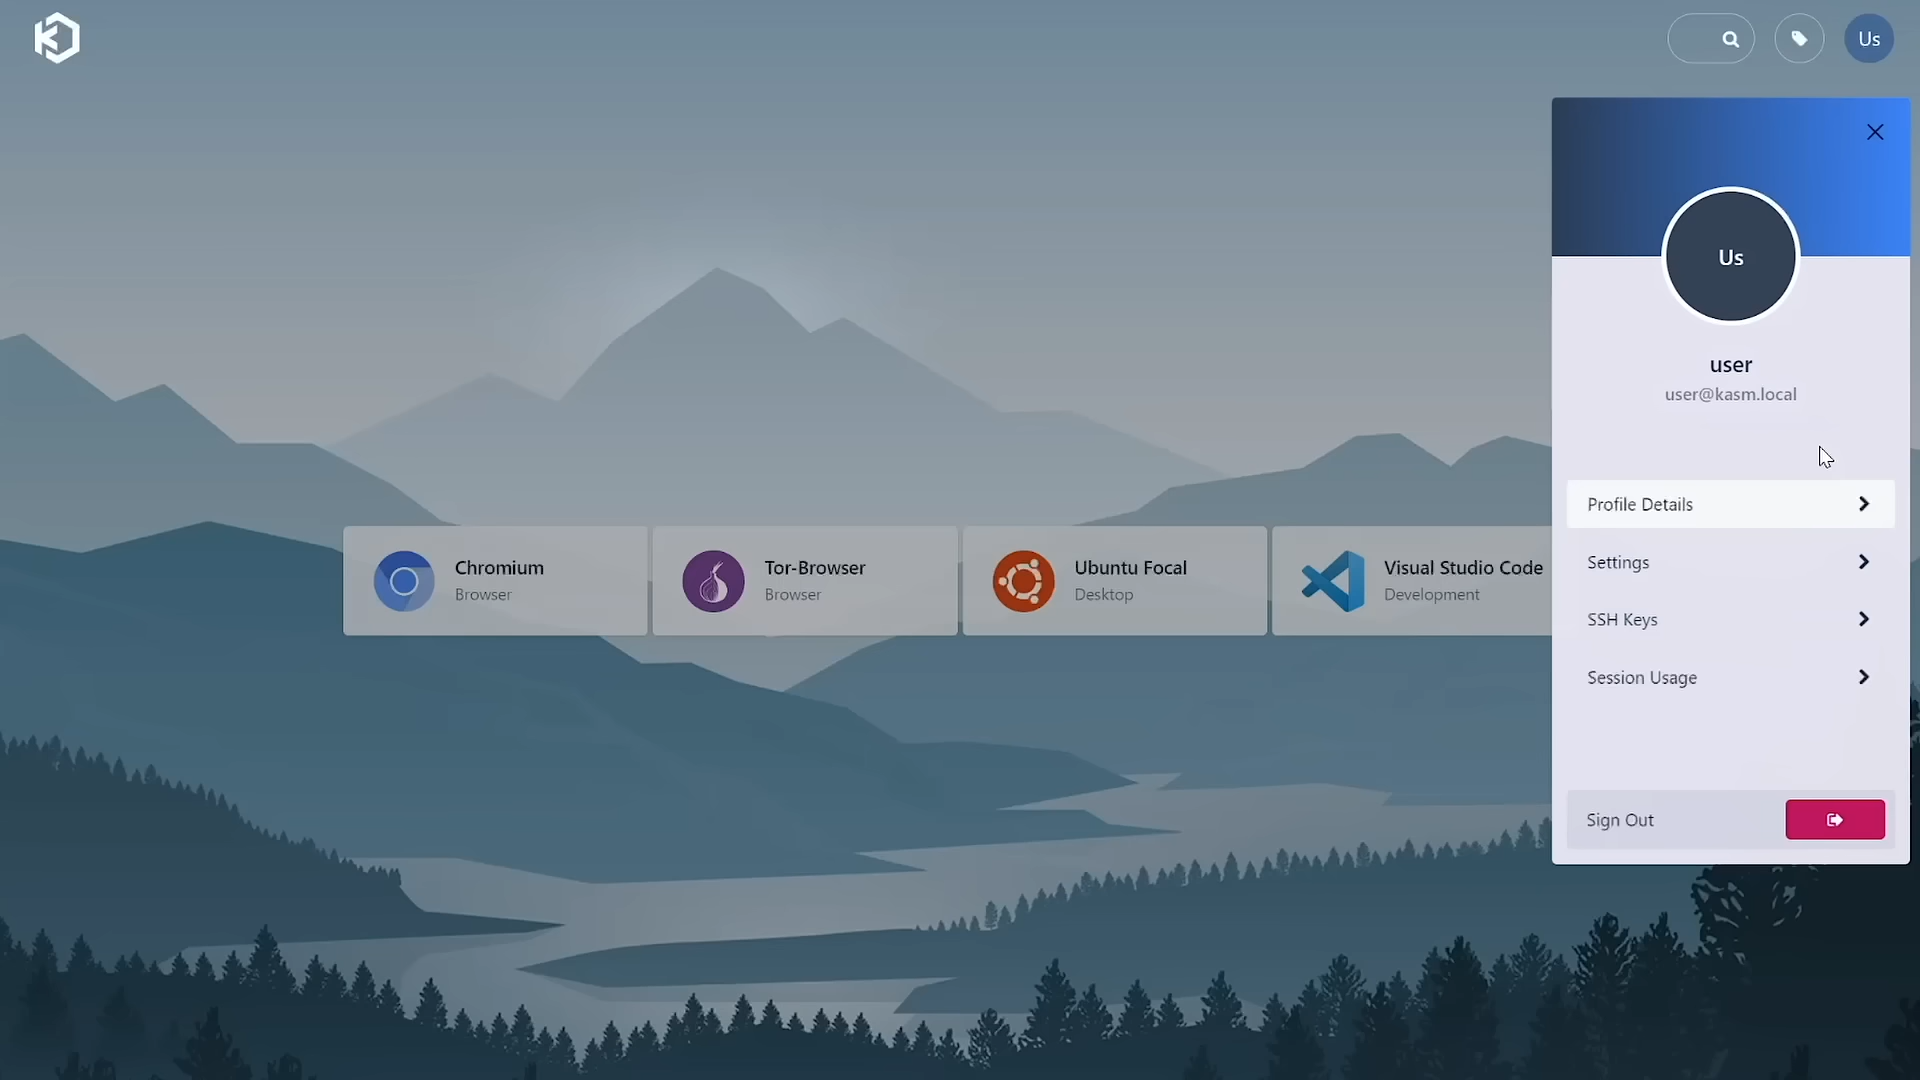 Us
Us
user
user@kasm.local
Profile Details
Settings
SSH Keys
Session Usage
Sign Out
Chromium
Browser
Tor-Browser
Browser
Ubuntu Focal
Desktop
Visual Studio Code
Development